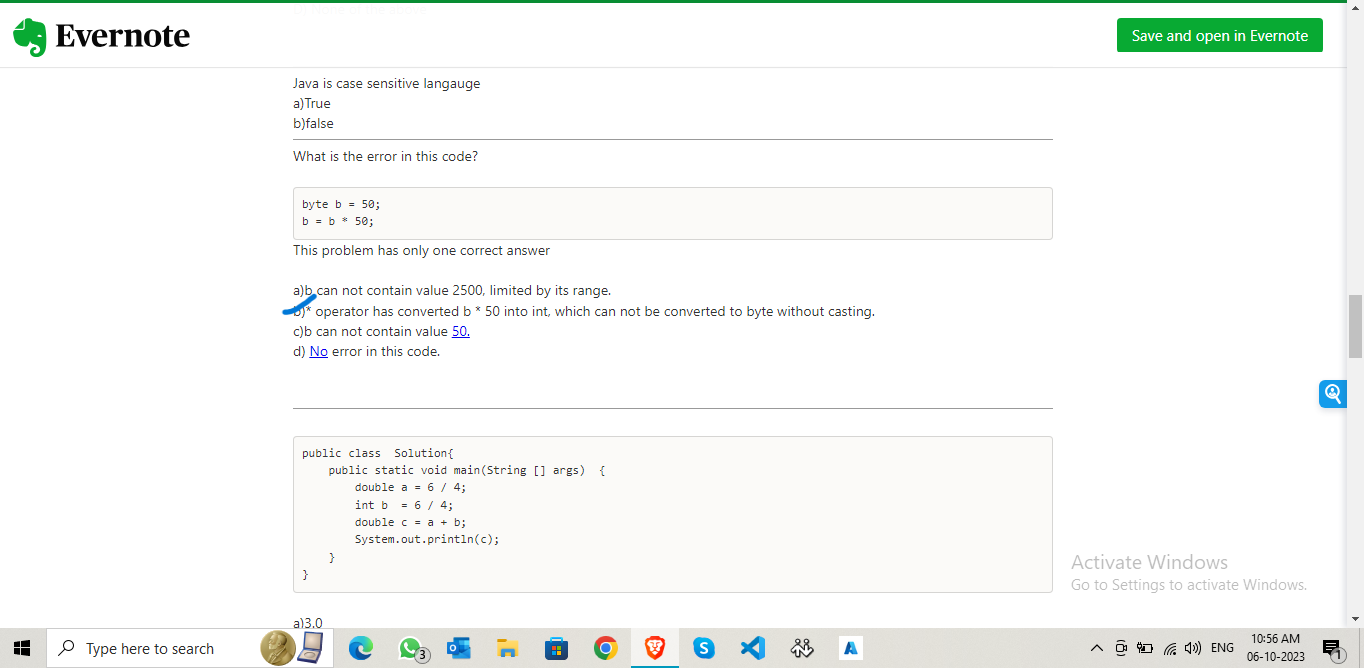 Evernote
Save and open in Evernote
Java is case sensitive langauge
a)True
b)false
What is the error in this code?
byte b = 50;
b = b * 50;
This problem has only one correct answer
a)b can not contain value 2500, limited by its range.
b)* operator has converted b * 50 into int, which can not be converted to byte without casting.
c)b can not contain value 50.
d) No error in this code.
public class  Solution{
    public static void main(String [] args)  {
        double a = 6 / 4;
        int b  = 6 / 4;
        double c = a + b;
        System.out.println(c);
    }
}
Activate Windows
Go to Settings to activate Windows.
a)3.0
Type here to search
3
ENG
10:56 AM
06-10-2023
1